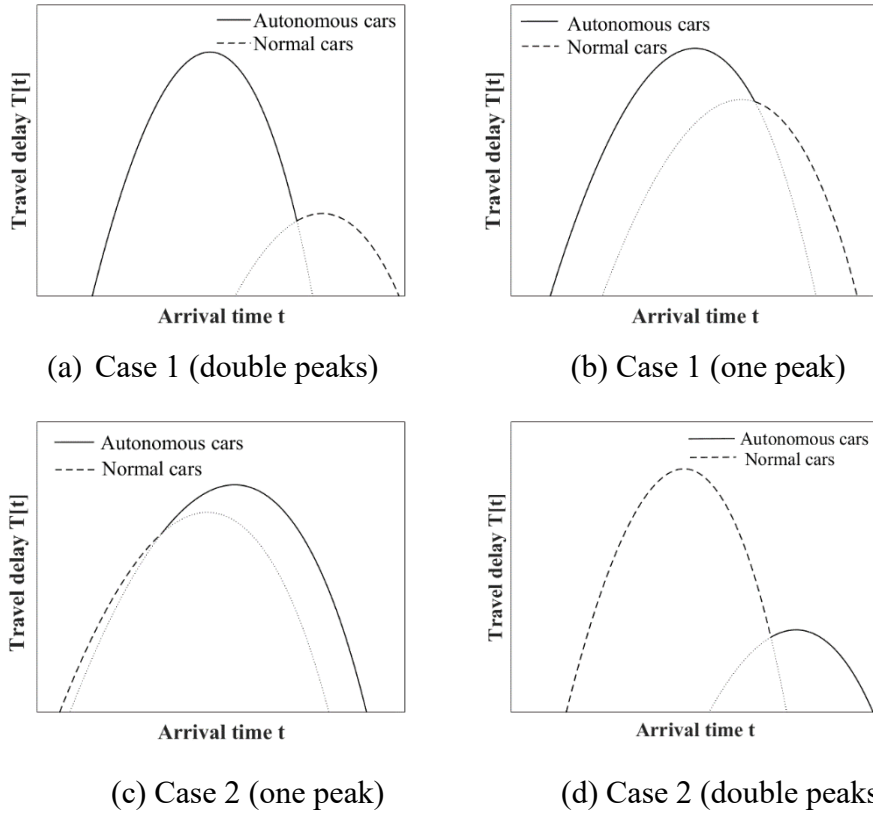 Autonomous cars
Normal cars
Travel delay T[t]
Arrival time t
(a) Case 1 (double peaks)
Autonomous cars
Normal cars
Travel delay T[t]
Arrival time t
(b) Case 1 (one peak)
Autonomous cars
Normal cars
Travel delay T[t]
Arrival time t
(c) Case 2 (one peak)
Autonomous cars
Normal cars
Travel delay T[t]
Arrival time t
(d) Case 2 (double peaks